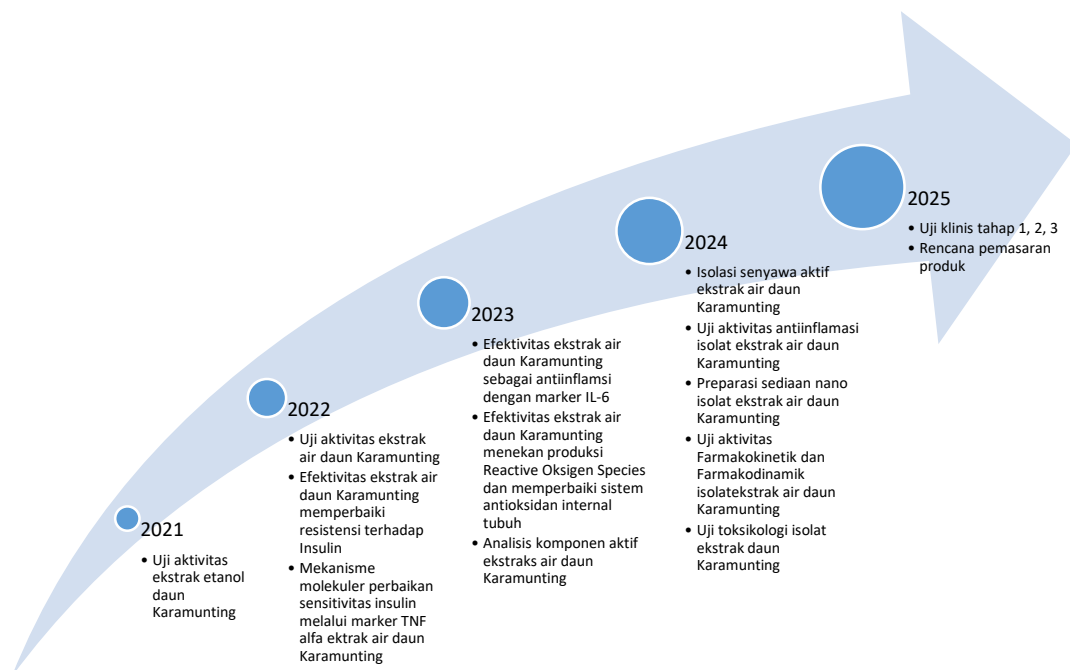 2021
• Uji aktivitas
ekstrak etanol
daun
Karamunting
2022
• Uji aktivitas ekstrak
air daun Karamunting
• Efektivitas ekstrak air
daun Karamunting
memperbaiki
resistensi terhadap
Insulin
• Mekanisme
molekuler perbaikan
sensitivitas insulin
melalui marker TNF
alfa ektrak air daun
Karamunting
2023
• Efektivitas ekstrak air
daun Karamunting
sebagai antiinflamsi
dengan marker IL-6
• Efektivitas ekstrak air
daun Karamunting
menekan produksi
Reactive Oksigen Species
dan memperbaiki sistem
antioksidan internal
tubuh
• Analisis komponen aktif
ekstraks air daun
Karamunting
2024
• Isolasi senyawa aktif
ekstrak air daun
Karamunting
• Uji aktivitas antiinflamasi
isolat ekstrak air daun
Karamunting
• Preparasi sediaan nano
isolat ekstrak air daun
Karamunting
• Uji aktivitas
Farmakokinetik dan
Farmakodinamik
isolatekstrak air daun
Karamunting
• Uji toksikologi isolat
ekstrak daun
Karamunting
2025
• Uji klinis tahap 1, 2, 3
• Rencana pemasaran
produk